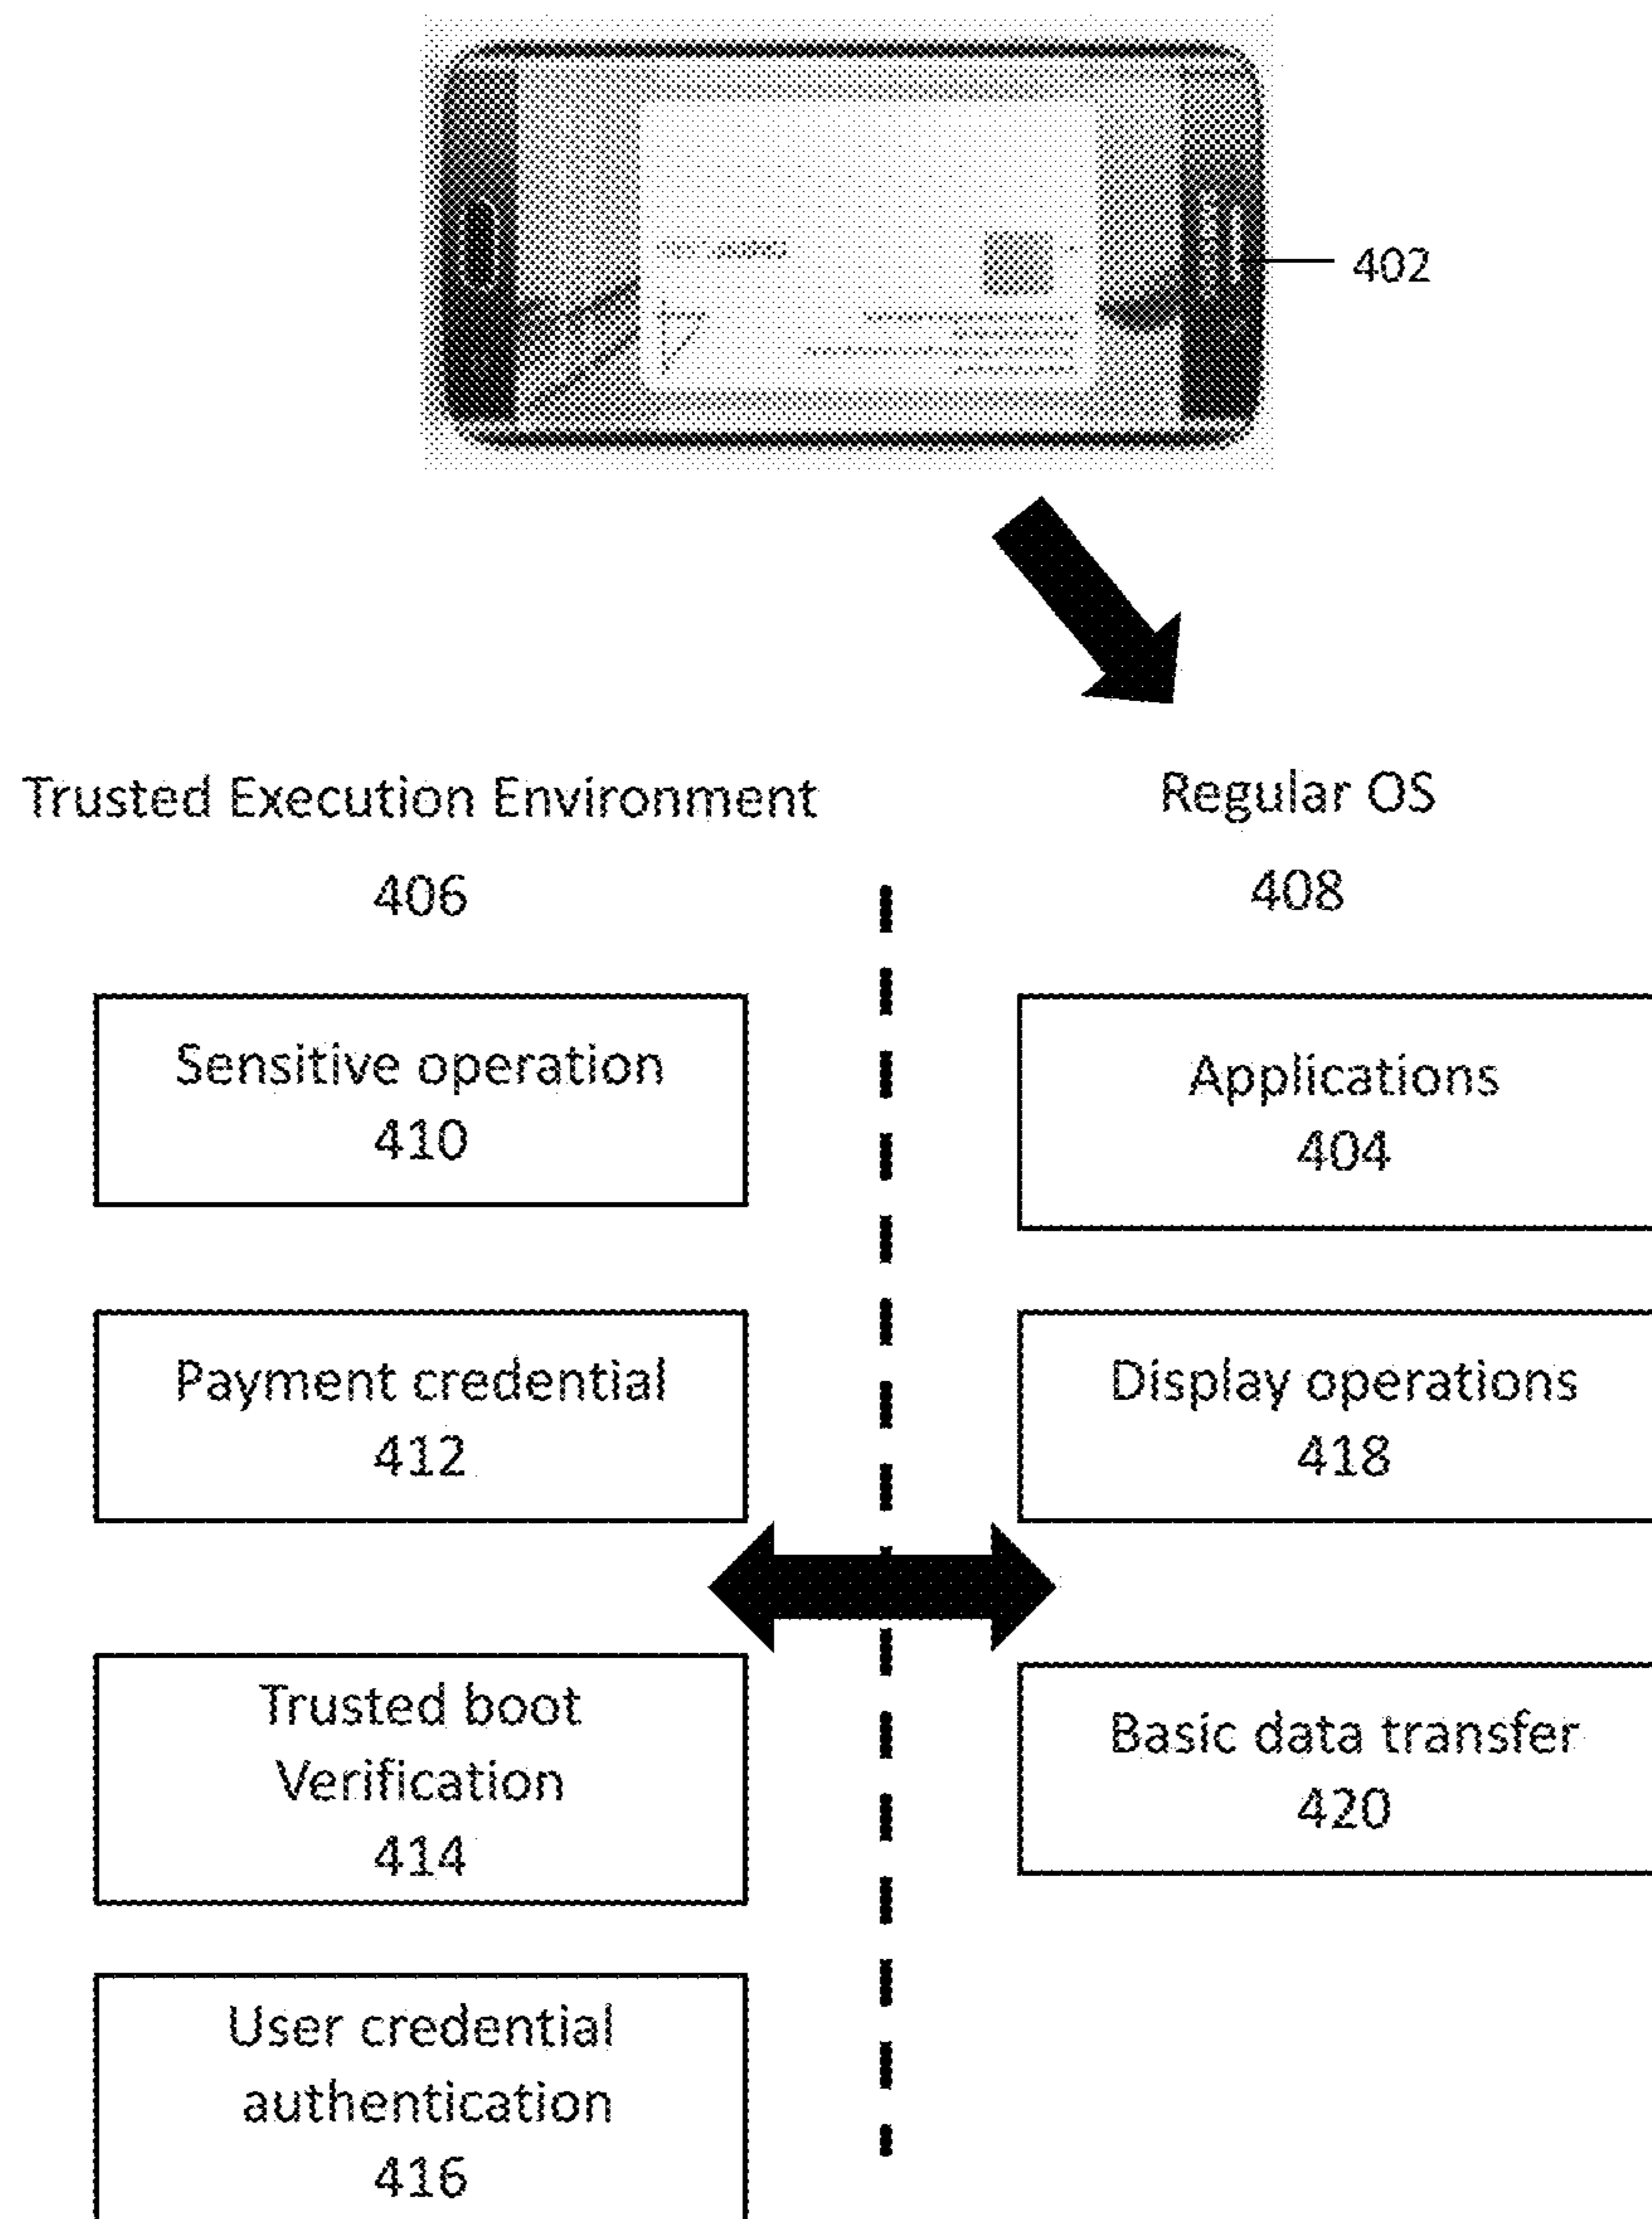 402
Trusted Execution Environment
406
Regular OS
408
Sensitive operation
410
Payment credential
412
Trusted boot
Verification
414
User credential
authentication
416
Applications
404
Display operations
418
Basic data transfer
420